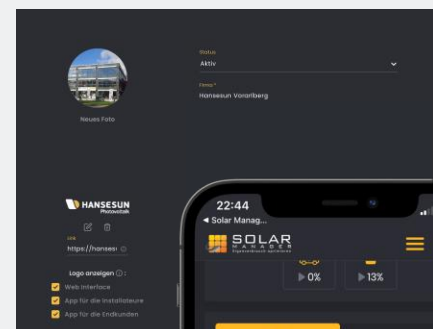 Status
Aktiv
Firma *
Hansesun Vorarlberg
Neues Foto
HANSESUN
Photovoltaik
https://hansesu
Logo anzeigen
Web Interface
App für die Installateure
App für die Endkunden
22:44
Solar Manag...
SOLAR
MANAGER
0%
13%